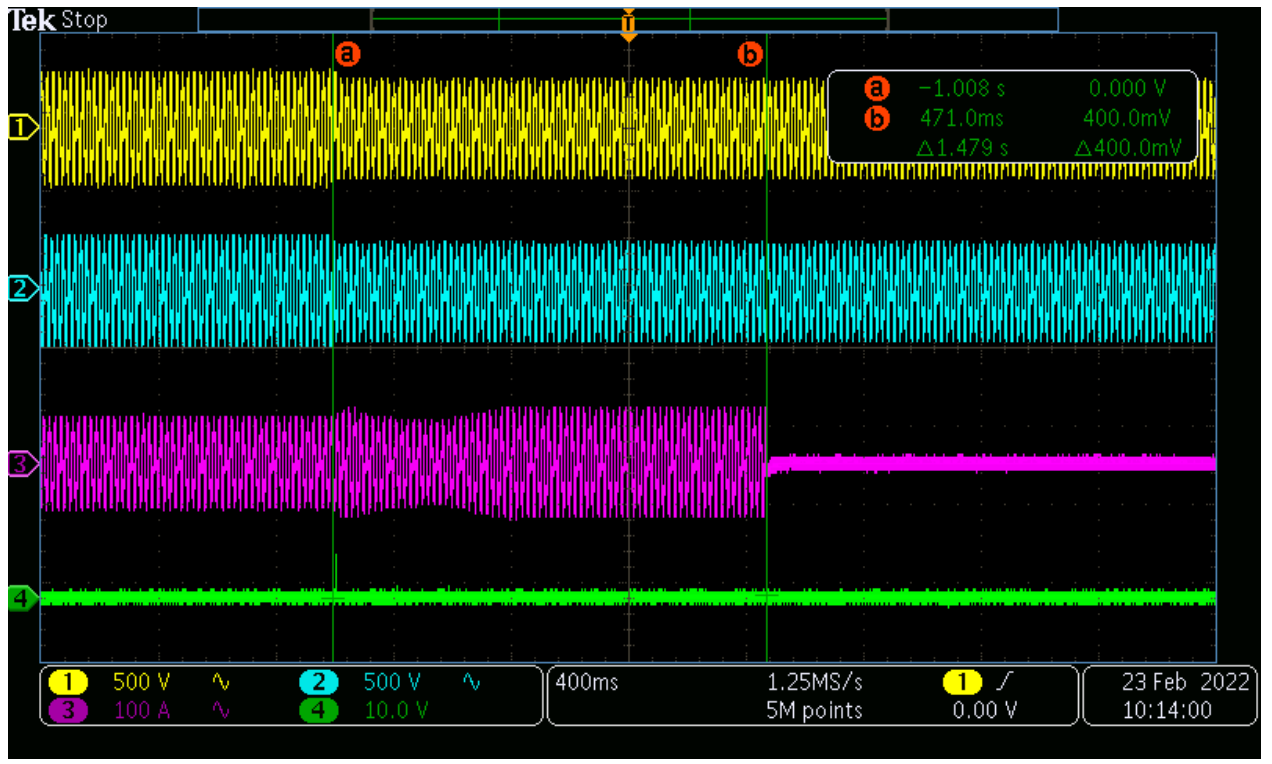 Tek Stop
T
a b
a -1.008 s 0.000 V
b 471.0ms 400.0mV
△1.479 s △400.0mV
1
2
3
4
1 500 V 2 500 V 400ms 1.25MS/s 1 23 Feb 2022
3 100 A 4 10.0 V 5M points 0.00 V 10:14:00